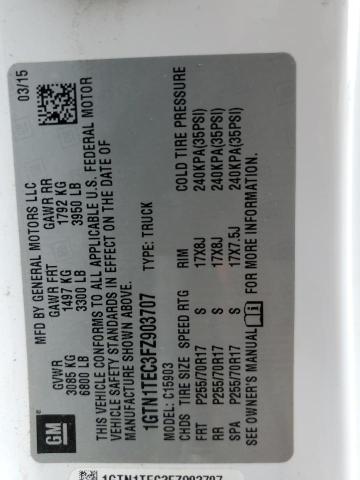 03/15
MFD BY GENERAL MOTORS LLC
GVWR GAWR FRT GAWR RR
3085 KG 1497 KG 1792 KG
6800 LB 3300 LB 3950 LB
THIS VEHICLE CONFORMS TO ALL APPLICABLE U.S. FEDERAL MOTOR
VEHICLE SAFETY STANDARDS IN EFFECT ON THE DATE OF
MANUFACTURE SHOWN ABOVE.
1GTN1TEC3FZ903707
TYPE: TRUCK
MODEL: C15903
CHDS TIRE SIZE SPEED RTG RIM COLD TIRE PRESSURE
FRT P255/70R17 S 17X8J 240KPA(35PSI)
RR P255/70R17 S 17X8J 240KPA(35PSI)
SPA P255/70R17 S 17X7.5J 240KPA(35PSI)
SEE OWNER'S MANUAL FOR MORE INFORMATION.
GM
1GTN1TEC3FZ903707